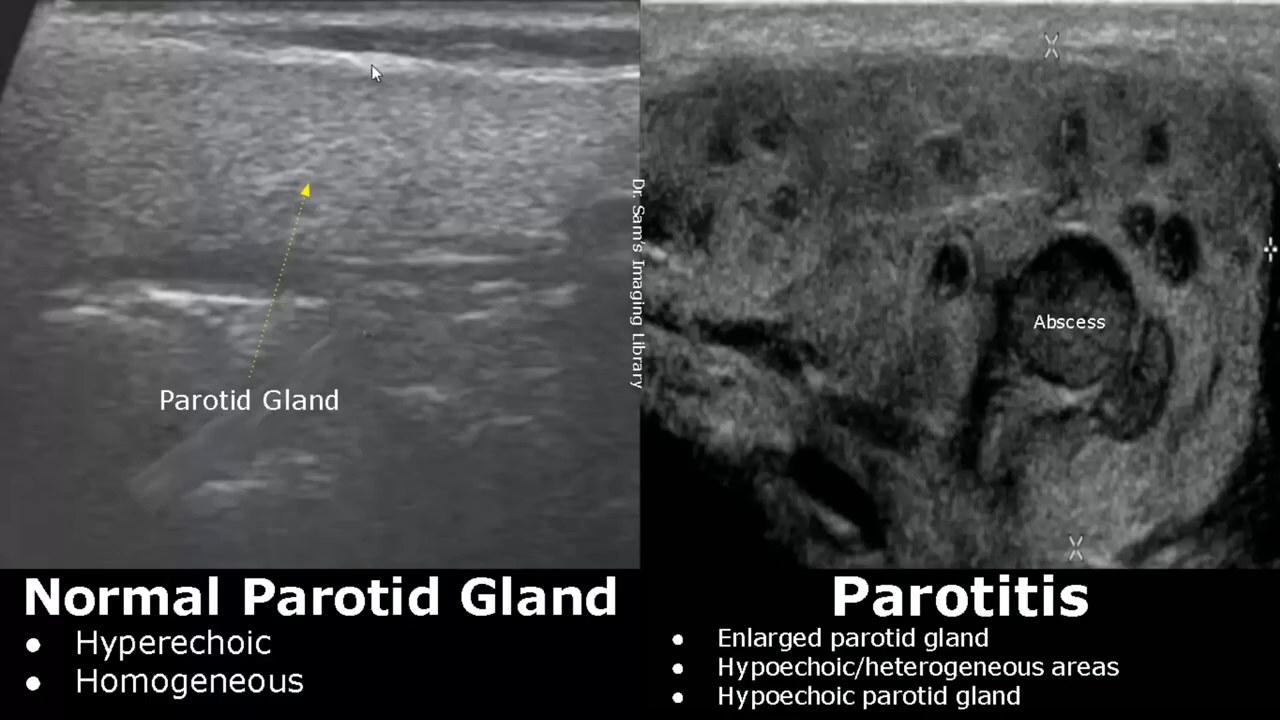 Parotid Gland
Dr. Sam's Imaging Library
Abscess
Normal Parotid Gland
● Hyperechoic
● Homogeneous
Parotitis
● Enlarged parotid gland
● Hypoechoic/heterogeneous areas
● Hypoechoic parotid gland